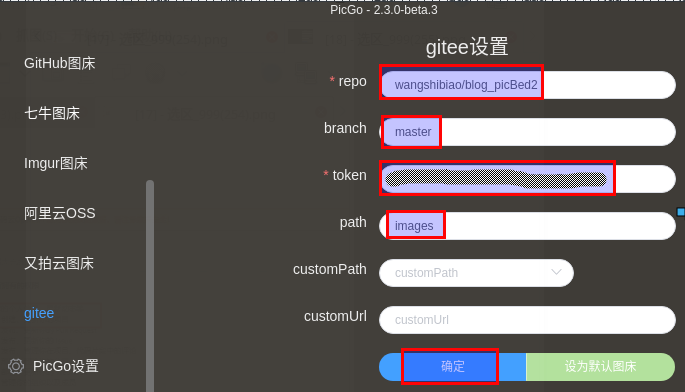 PicGo - 2.3.0-beta.3
gitee设置
GitHub图床
七牛图床
Imgur图床
阿里云OSS
又拍云图床
gitee
PicGo设置
* repo
wangshibiao/blog_picBed2
branch
master
* token
path
images
customPath
customPath
customUrl
customUrl
确定
设为默认图床